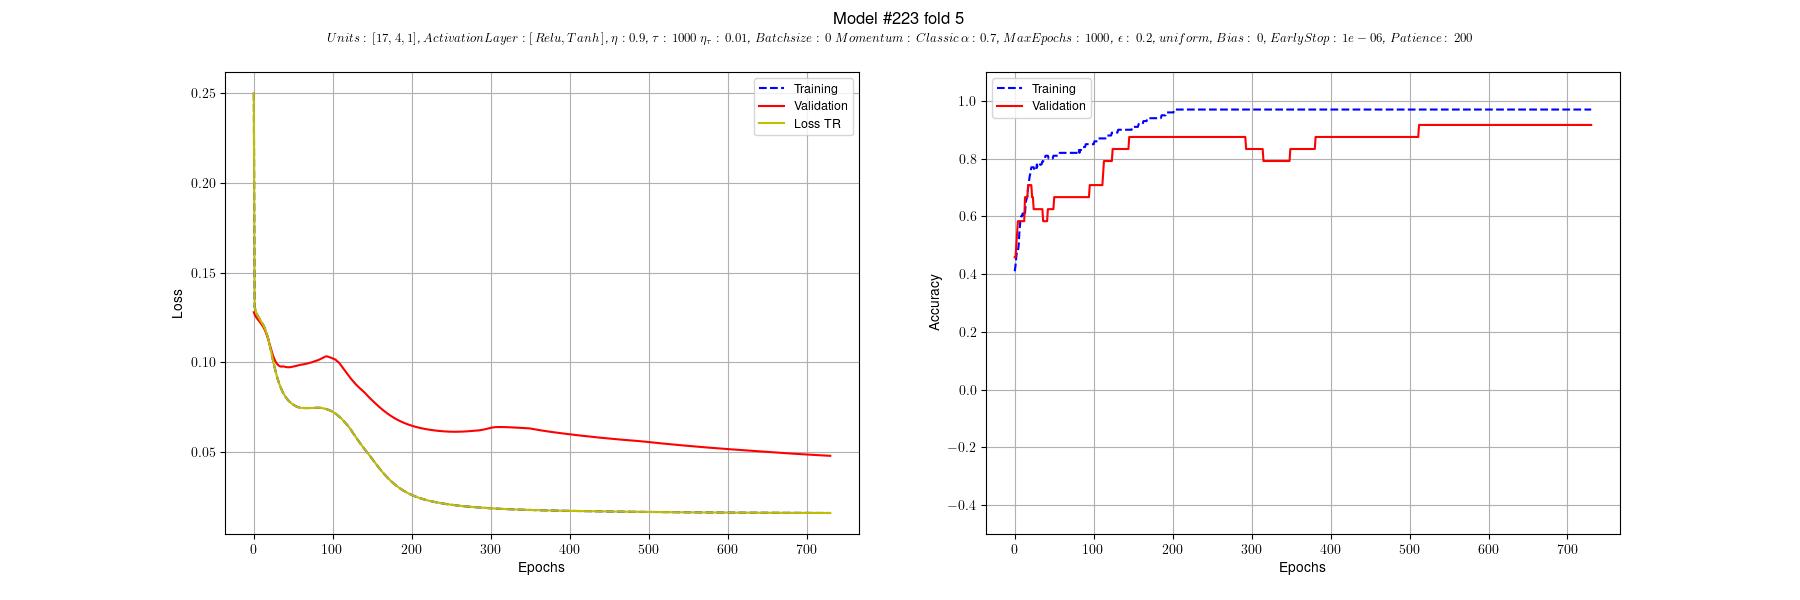 Model #223 fold 5
Units : [17, 4, 1], ActivationLayer : [Relu, Tanh], η : 0.9, τ : 1000 ητ : 0.01, Batchsize : 0 Momentum : Classic α : 0.7, MaxEpochs : 1000, ϵ : 0.2, uniform, Bias : 0, EarlyStop : 1e − 06, Patience : 200
Loss
0.25
0.20
0.15
0.10
0.05
Training
Validation
Loss TR
0 100 200 300 400 500 600 700
Epochs
Accuracy
1.0
0.8
0.6
0.4
0.2
0.0
−0.2
−0.4
Training
Validation
0 100 200 300 400 500 600 700
Epochs